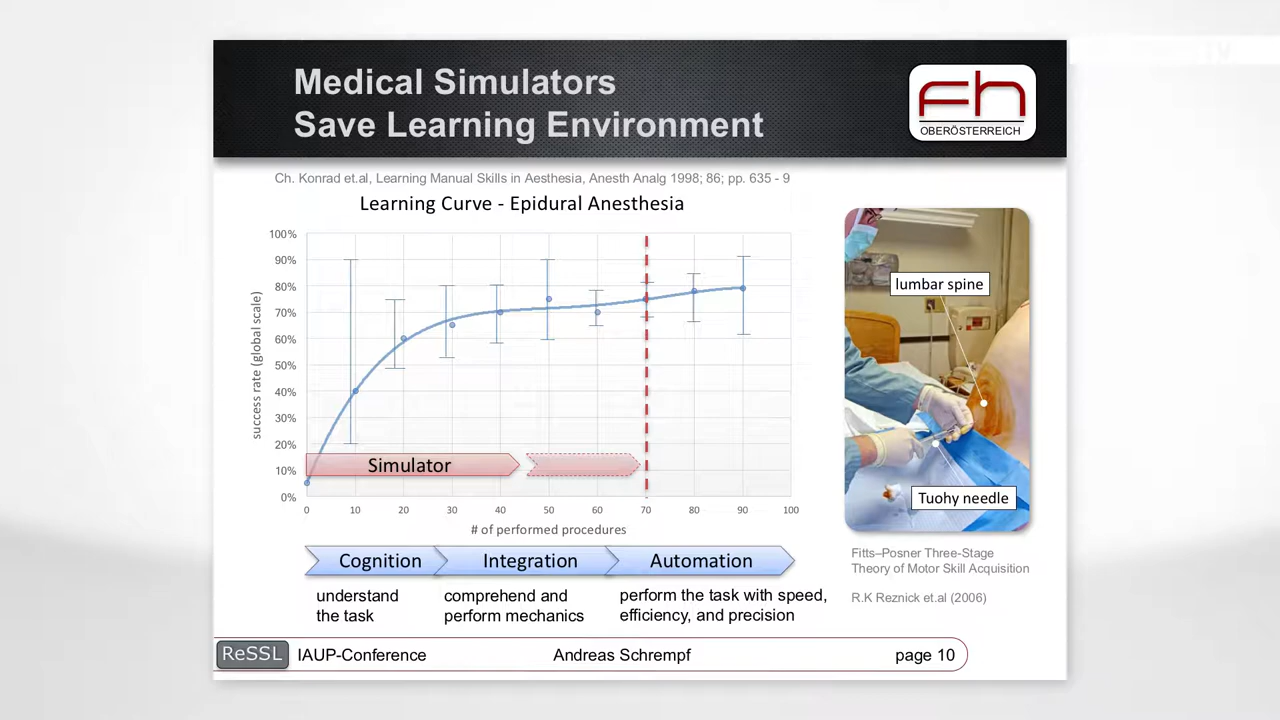 Medical Simulators
Save Learning Environment
Fh
OBERÖSTERREICH
Ch. Konrad et.al, Learning Manual Skills in Aesthesia, Anesth Analg 1998; 86; pp. 635 - 9
Learning Curve - Epidural Anesthesia
success rate (global scale)
100%
90%
80%
70%
60%
50%
40%
30%
20%
10%
0%
Simulator
0 10 20 30 40 50 60 70 80 90 100
# of performed procedures
lumbar spine
Tuohy needle
Cognition Integration Automation
understand
the task
comprehend and
perform mechanics
perform the task with speed,
efficiency, and precision
Fitts–Posner Three-Stage
Theory of Motor Skill Acquisition
R.K Reznick et.al (2006)
ReSSL IAUP-Conference Andreas Schrempf page 10